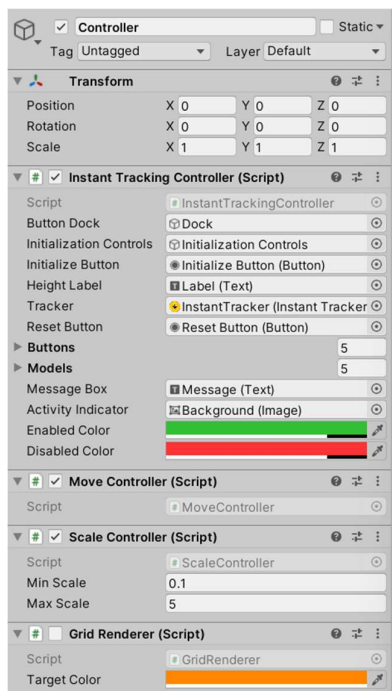 Controller Static
Tag Untagged Layer Default
Transform
Position X 0 Y 0 Z 0
Rotation X 0 Y 0 Z 0
Scale X 1 Y 1 Z 1
# Instant Tracking Controller (Script)
Script # InstantTrackingController
Button Dock Dock
Initialization Controls Initialization Controls
Initialize Button Initialize Button (Button)
Height Label Label (Text)
Tracker InstantTracker (Instant Tracker
Reset Button Reset Button (Button)
Buttons 5
Models 5
Message Box Message (Text)
Activity Indicator Background (Image)
Enabled Color
Disabled Color
# Move Controller (Script)
Script # MoveController
# Scale Controller (Script)
Script # ScaleController
Min Scale 0.1
Max Scale 5
# Grid Renderer (Script)
Script # GridRenderer
Target Color